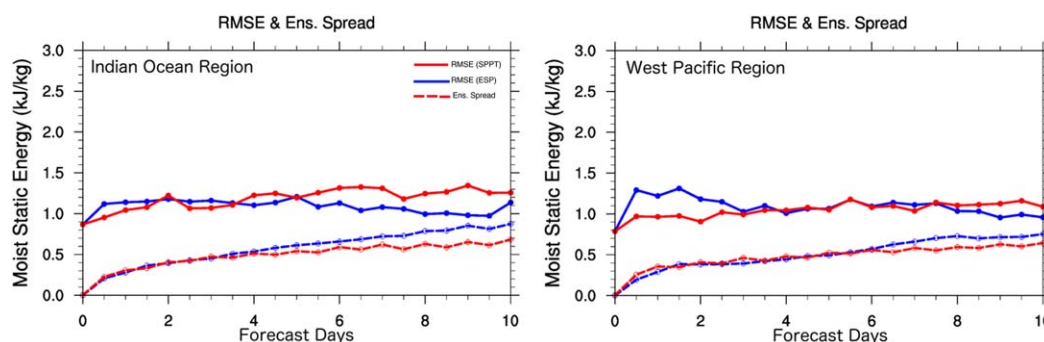 RMSE & Ens. Spread
Moist Static Energy (kJ/kg)
3.0
2.5
2.0
1.5
1.0
0.5
0.0
Indian Ocean Region
RMSE (SPPT)
RMSE (ESP)
Ens. Spread
0 2 4 6 8 10
Forecast Days
RMSE & Ens. Spread
Moist Static Energy (kJ/kg)
3.0
2.5
2.0
1.5
1.0
0.5
0.0
West Pacific Region
0 2 4 6 8 10
Forecast Days